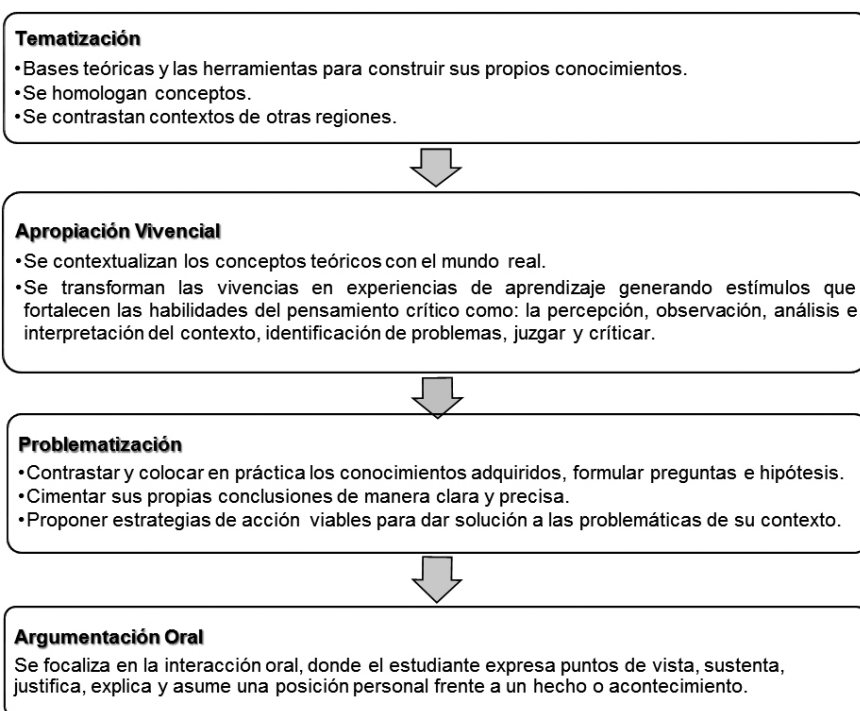 Tematización
•Bases teóricas y las herramientas para construir sus propios conocimientos.
•Se homologan conceptos.
•Se contrastan contextos de otras regiones.
Apropiación Vivencial
•Se contextualizan los conceptos teóricos con el mundo real.
•Se transforman las vivencias en experiencias de aprendizaje generando estímulos que
fortalecen las habilidades del pensamiento crítico como: la percepción, observación, análisis e
interpretación del contexto, identificación de problemas, juzgar y críticar.
Problematización
•Contrastar y colocar en práctica los conocimientos adquiridos, formular preguntas e hipótesis.
•Cimentar sus propias conclusiones de manera clara y precisa.
•Proponer estrategias de acción viables para dar solución a las problemáticas de su contexto.
Argumentación Oral
Se focaliza en la interacción oral, donde el estudiante expresa puntos de vista, sustenta,
justifica, explica y asume una posición personal frente a un hecho o acontecimiento.